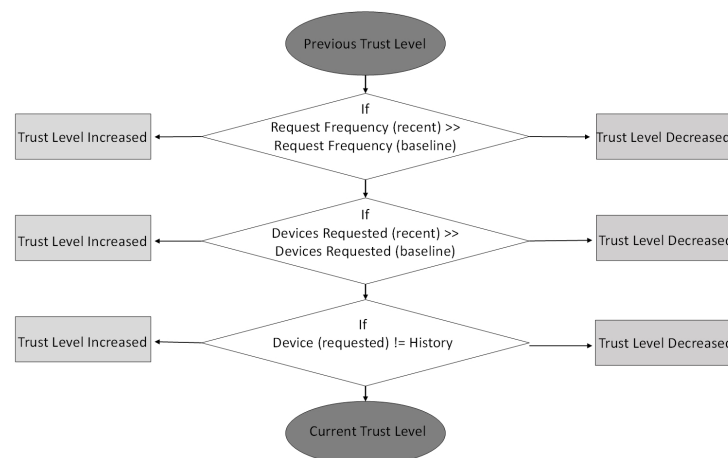 Previous Trust Level
If
Request Frequency (recent) >>
Request Frequency (baseline)
Trust Level Increased
Trust Level Decreased
If
Devices Requested (recent) >>
Devices Requested (baseline)
Trust Level Increased
Trust Level Decreased
If
Device (requested) != History
Trust Level Increased
Trust Level Decreased
Current Trust Level